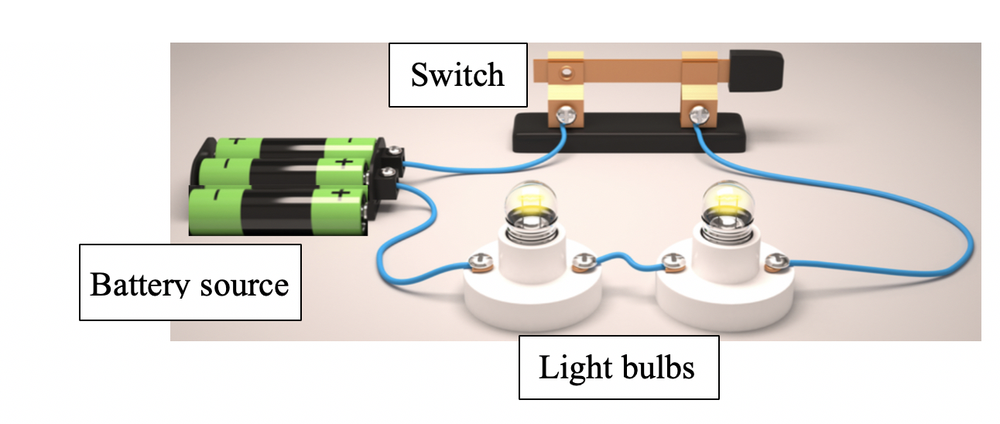 Switch
+ -
- +
- +
Battery source
Light bulbs